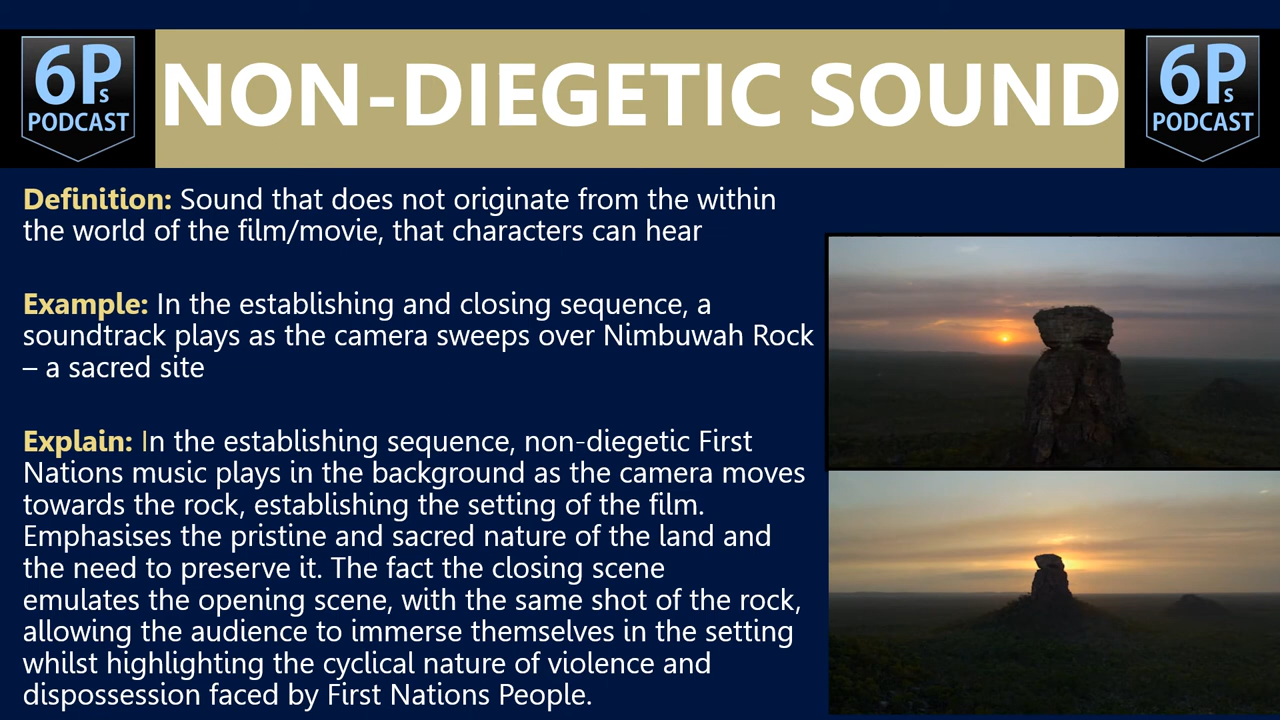 6Ps
PODCAST
NON-DIEGETIC SOUND
6Ps
PODCAST
Definition: Sound that does not originate from the within
the world of the film/movie, that characters can hear
Example: In the establishing and closing sequence, a
soundtrack plays as the camera sweeps over Nimbuwah Rock
– a sacred site
Explain: In the establishing sequence, non-diegetic First
Nations music plays in the background as the camera moves
towards the rock, establishing the setting of the film.
Emphasises the pristine and sacred nature of the land and
the need to preserve it. The fact the closing scene
emulates the opening scene, with the same shot of the rock,
allowing the audience to immerse themselves in the setting
whilst highlighting the cyclical nature of violence and
dispossession faced by First Nations People.